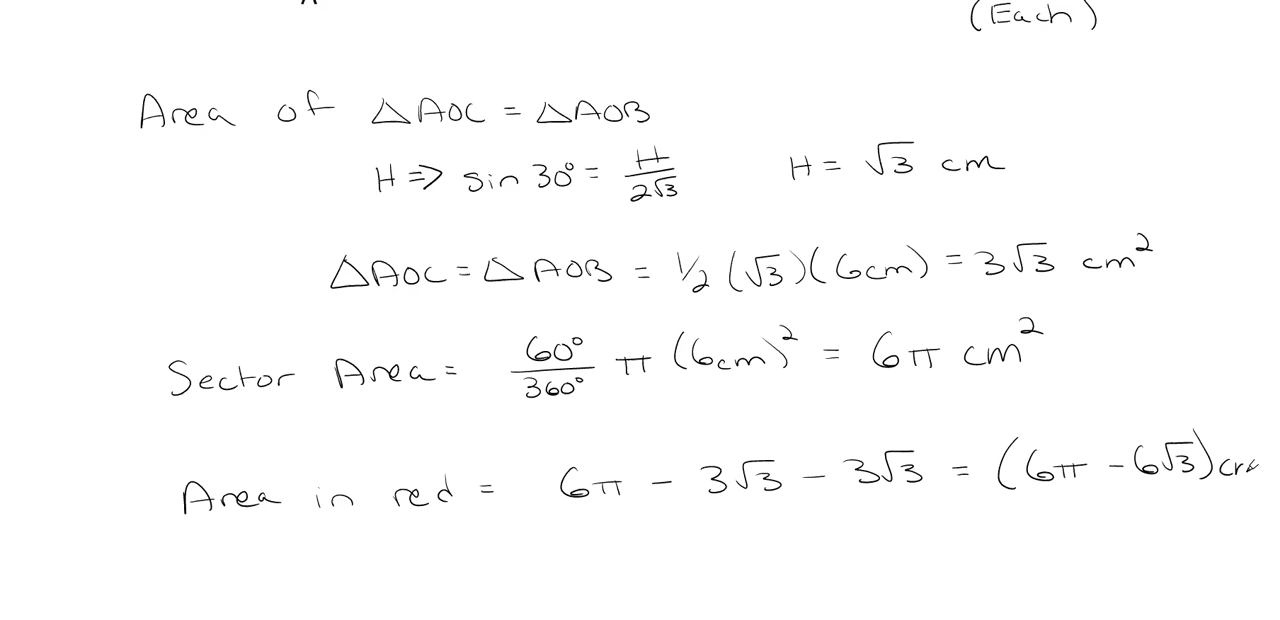 (Each)
Area of △AOC = △AOB
H ⇒ sin 30° = H/2√3 H = √3 cm
△AOC = △AOB = 1/2 (√3)(6cm) = 3√3 cm²
Sector Area = 60°/360° π (6cm)² = 6π cm²
Area in red = 6π - 3√3 - 3√3 = (6π - 6√3)